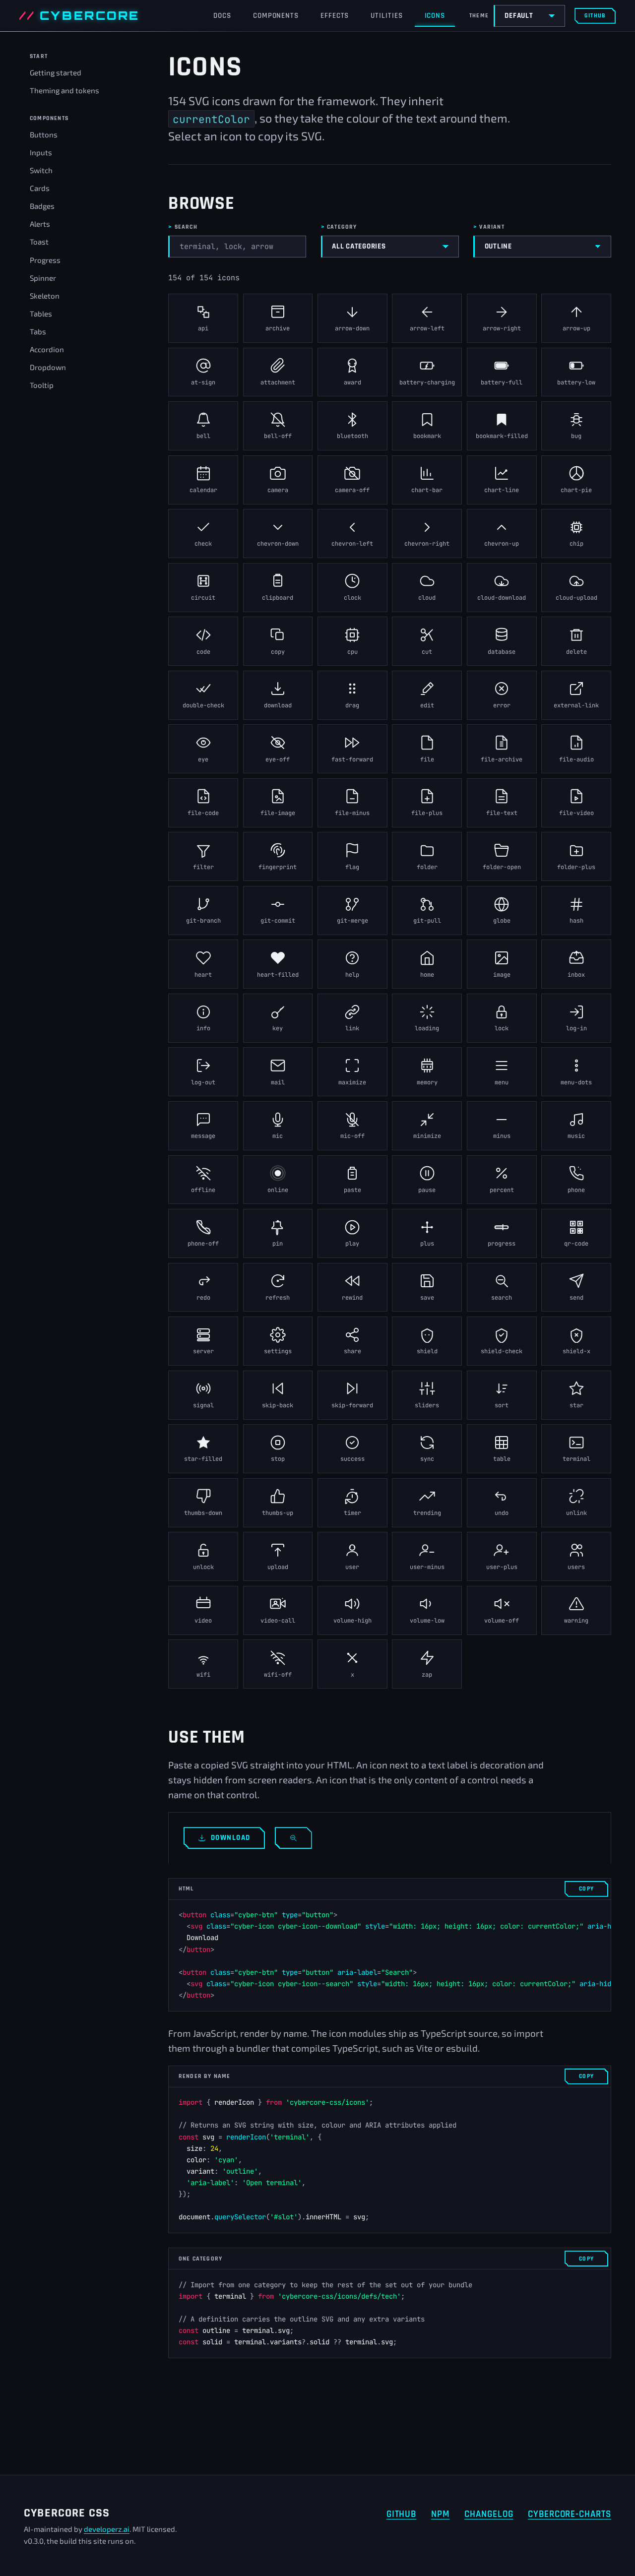 // CYBERCORE
DOCS COMPONENTS EFFECTS UTILITIES ICONS THEME DEFAULT GITHUB
START
Getting started
Theming and tokens
COMPONENTS
Buttons
Inputs
Switch
Cards
Badges
Alerts
Toast
Progress
Spinner
Skeleton
Tables
Tabs
Accordion
Dropdown
Tooltip
ICONS
154 SVG icons drawn for the framework. They inherit
currentColor, so they take the colour of the text around them.
Select an icon to copy its SVG.
BROWSE
> SEARCH > CATEGORY > VARIANT
terminal, lock, arrow ALL CATEGORIES OUTLINE
154 of 154 icons
api archive arrow-down arrow-left arrow-right arrow-up
at-sign attachment award battery-charging battery-full battery-low
bell bell-off bluetooth bookmark bookmark-filled bug
calendar camera camera-off chart-bar chart-line chart-pie
check chevron-down chevron-left chevron-right chevron-up chip
circuit clipboard clock cloud cloud-download cloud-upload
code copy cpu cut database delete
double-check download drag edit error external-link
eye eye-off fast-forward file file-archive file-audio
file-code file-image file-minus file-plus file-text file-video
filter fingerprint flag folder folder-open folder-plus
git-branch git-commit git-merge git-pull globe hash
heart heart-filled help home image inbox
info key link loading lock log-in
log-out mail maximize memory menu menu-dots
message mic mic-off minimize minus music
offline online paste pause percent phone
phone-off pin play plus progress qr-code
redo refresh rewind save search send
server settings share shield shield-check shield-x
signal skip-back skip-forward sliders sort star
star-filled stop success sync table terminal
thumbs-down thumbs-up timer trending undo unlink
unlock upload user user-minus user-plus users
video video-call volume-high volume-low volume-off warning
wifi wifi-off x zap
USE THEM
Paste a copied SVG straight into your HTML. An icon next to a text label is decoration and
stays hidden from screen readers. An icon that is the only content of a control needs a
name on that control.
DOWNLOAD
HTML COPY
<button class="cyber-btn" type="button">
<svg class="cyber-icon cyber-icon--download" style="width: 16px; height: 16px; color: currentColor;" aria-h
Download
</button>
<button class="cyber-btn" type="button" aria-label="Search">
<svg class="cyber-icon cyber-icon--search" style="width: 16px; height: 16px; color: currentColor;" aria-hid
</button>
From JavaScript, render by name. The icon modules ship as TypeScript source, so import
them through a bundler that compiles TypeScript, such as Vite or esbuild.
RENDER BY NAME COPY
import { renderIcon } from 'cybercore-css/icons';
// Returns an SVG string with size, colour and ARIA attributes applied
const svg = renderIcon('terminal', {
size: 24,
color: 'cyan',
variant: 'outline',
'aria-label': 'Open terminal',
});
document.querySelector('#slot').innerHTML = svg;
ONE CATEGORY COPY
// Import from one category to keep the rest of the set out of your bundle
import { terminal } from 'cybercore-css/icons/defs/tech';
// A definition carries the outline SVG and any extra variants
const outline = terminal.svg;
const solid = terminal.variants?.solid ?? terminal.svg;
CYBERCORE CSS
AI-maintained by developerz.ai. MIT licensed.
v0.3.0, the build this site runs on.
GITHUB NPM CHANGELOG CYBERCORE-CHARTS